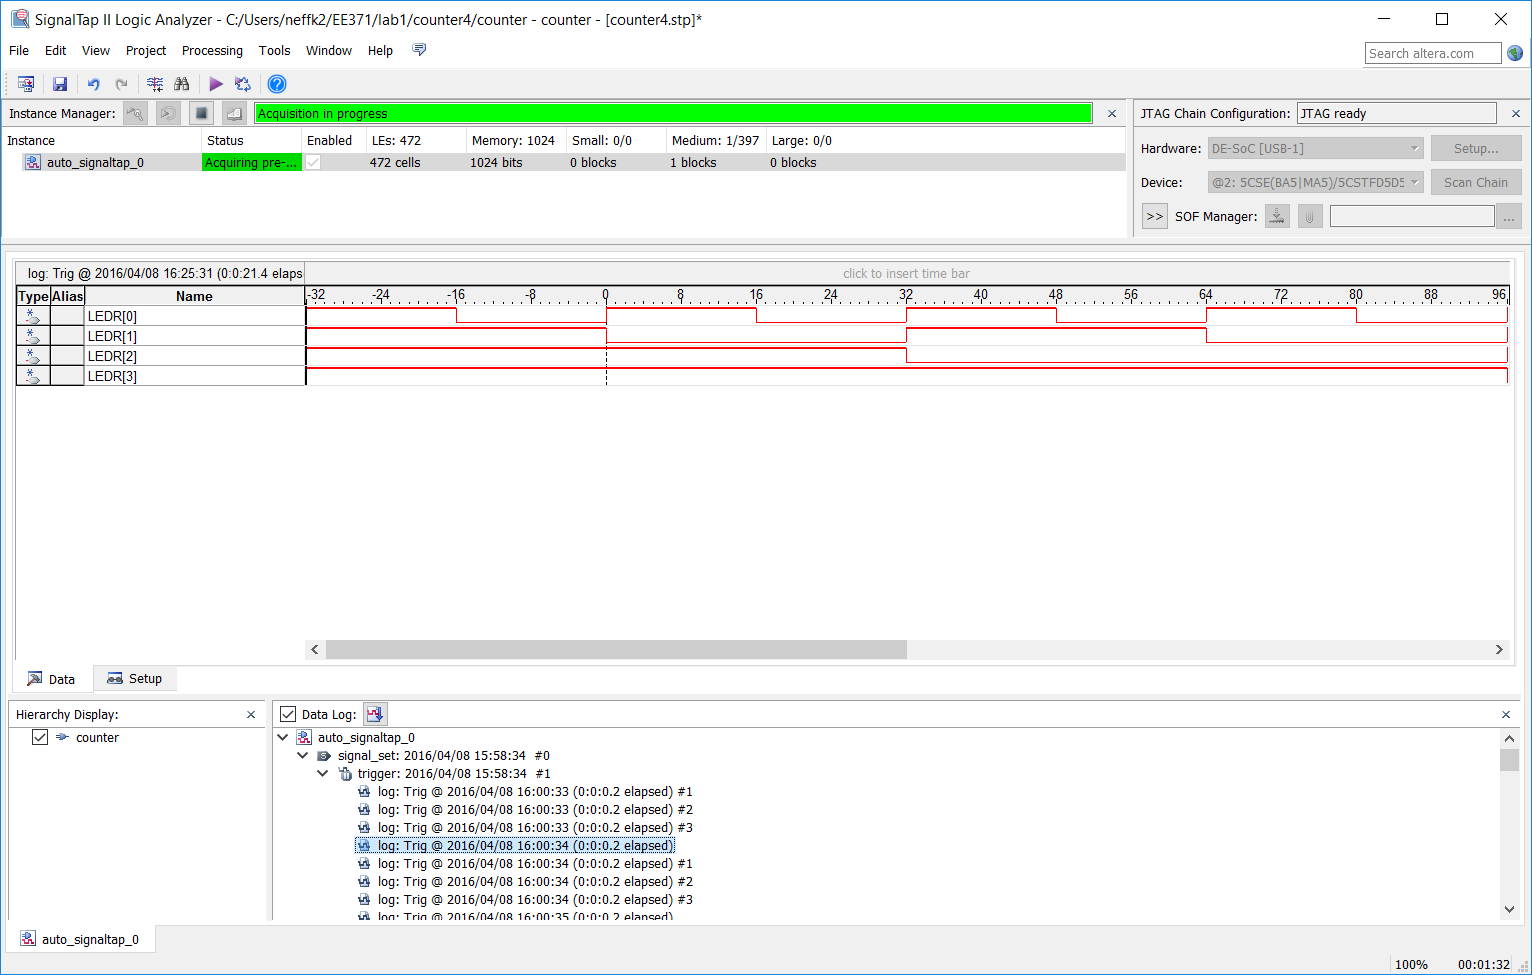 SignalTap II Logic Analyzer - C:/Users/neffk2/EE371/lab1/counter4/counter - counter - [counter4.stp]*
File Edit View Project Processing Tools Window Help
Search altera.com
Instance Manager: Acquisition in progress
JTAG Chain Configuration: JTAG ready
Instance Status Enabled LEs: 472 Memory: 1024 Small: 0/0 Medium: 1/397 Large: 0/0
auto_signaltap_0 Acquiring pre-... 472 cells 1024 bits 0 blocks 1 blocks 0 blocks
Hardware: DE-SoC [USB-1] Setup...
Device: @2: 5CSE(BA5|MA5)/5CSTFD5D5 Scan Chain
>> SOF Manager: ...
log: Trig @ 2016/04/08 16:25:31 (0:0:21.4 elaps
click to insert time bar
Type Alias Name -32 -24 -16 -8 0 8 16 24 32 40 48 56 64 72 80 88 96
LEDR[0]
LEDR[1]
LEDR[2]
LEDR[3]
Data Setup
Hierarchy Display:
counter
Data Log:
auto_signaltap_0
signal_set: 2016/04/08 15:58:34 #0
trigger: 2016/04/08 15:58:34 #1
log: Trig @ 2016/04/08 16:00:33 (0:0:0.2 elapsed) #1
log: Trig @ 2016/04/08 16:00:33 (0:0:0.2 elapsed) #2
log: Trig @ 2016/04/08 16:00:33 (0:0:0.2 elapsed) #3
log: Trig @ 2016/04/08 16:00:34 (0:0:0.2 elapsed)
log: Trig @ 2016/04/08 16:00:34 (0:0:0.2 elapsed) #1
log: Trig @ 2016/04/08 16:00:34 (0:0:0.2 elapsed) #2
log: Trig @ 2016/04/08 16:00:34 (0:0:0.2 elapsed) #3
log: Trig @ 2016/04/08 16:00:35 (0:0:0.2 elapsed)
auto_signaltap_0
100% 00:01:32